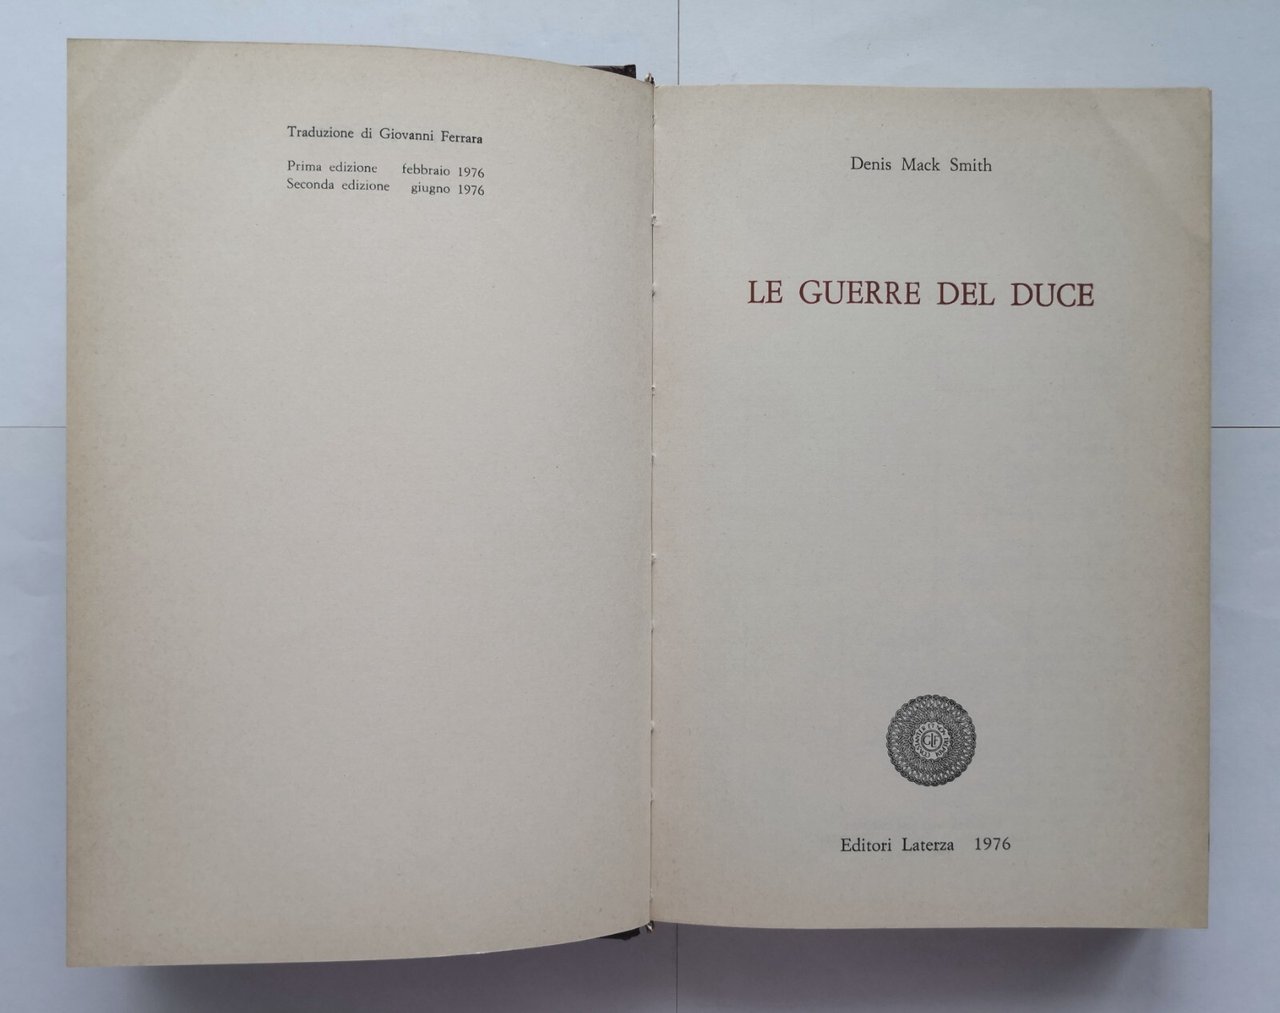 Traduzione di Giovanni Ferrara
Prima edizione febbraio 1976
Seconda edizione giugno 1976
Denis Mack Smith
LE GUERRE DEL DUCE
Editori Laterza 1976